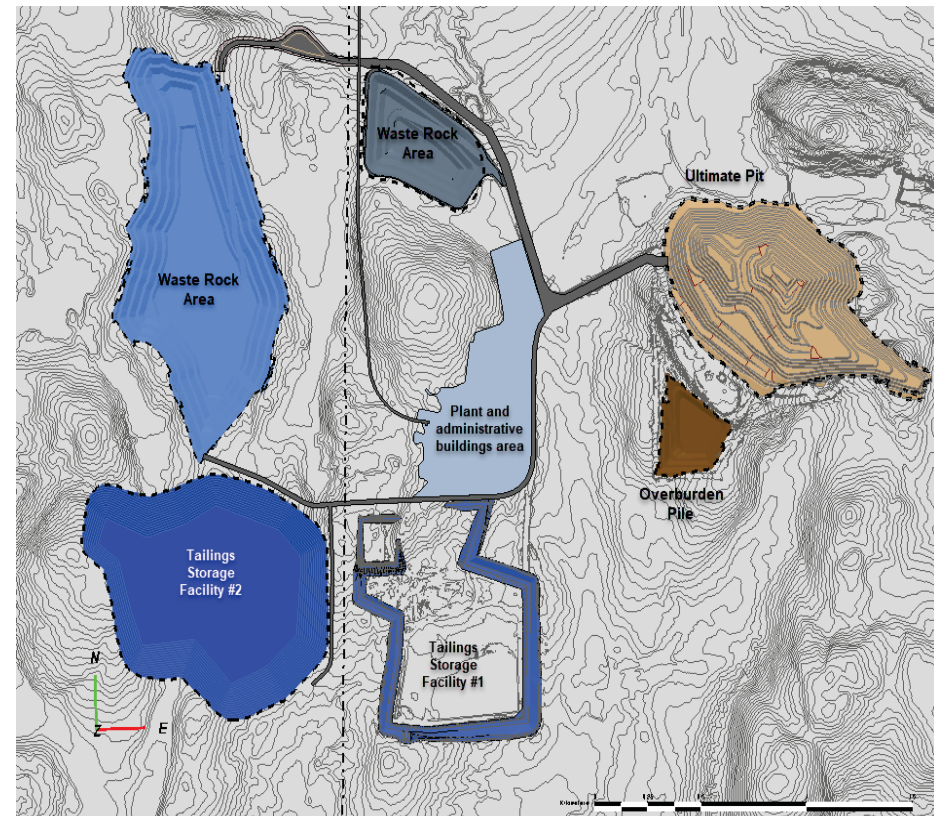 Waste Rock
Area
Ultimate Pit
Waste Rock
Area
Plant and
administrative
buildings area
Overburden
Pile
Tailings
Storage
Facility #2
Tailings
Storage
Facility #1
N
Z
E
Kilometers